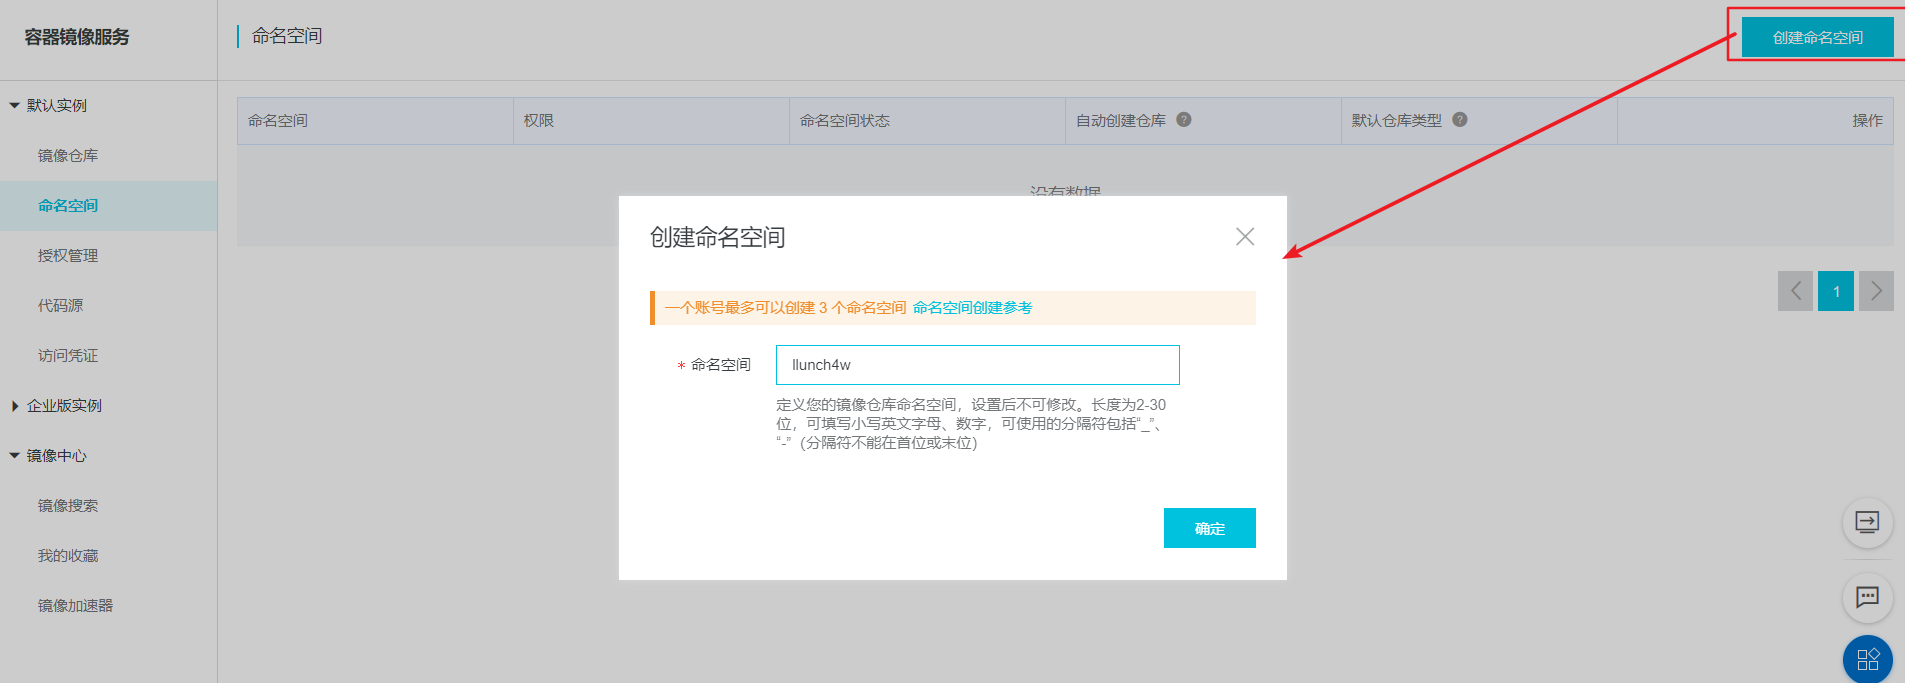 容器镜像服务
命名空间
创建命名空间
默认实例
镜像仓库
命名空间
授权管理
代码源
访问凭证
企业版实例
镜像中心
镜像搜索
我的收藏
镜像加速器
命名空间
权限
命名空间状态
自动创建仓库 ?
默认仓库类型 ?
操作
没有数据
1
创建命名空间
一个账号最多可以创建 3 个命名空间 命名空间创建参考
* 命名空间
llunch4w
定义您的镜像仓库命名空间，设置后不可修改。长度为2-30
位，可填写小写英文字母、数字，可使用的分隔符包括“_”、
“-”（分隔符不能在首位或末位）
确定